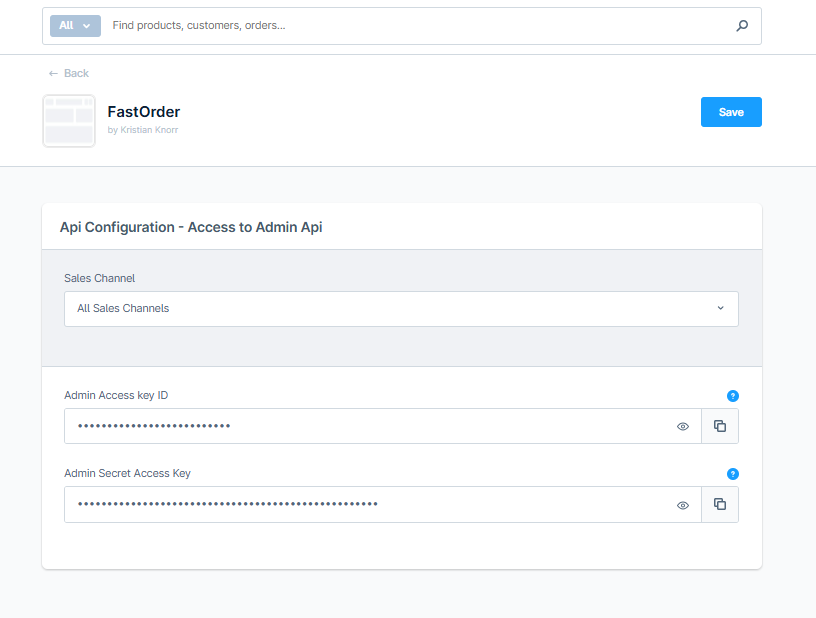 All
Find products, customers, orders...
← Back
FastOrder
by Kristian Knorr
Save
Api Configuration - Access to Admin Api
Sales Channel
All Sales Channels
Admin Access key ID
?
••••••••••••••••••••••••••
Admin Secret Access Key
?
•••••••••••••••••••••••••••••••••••••••••••••••••••